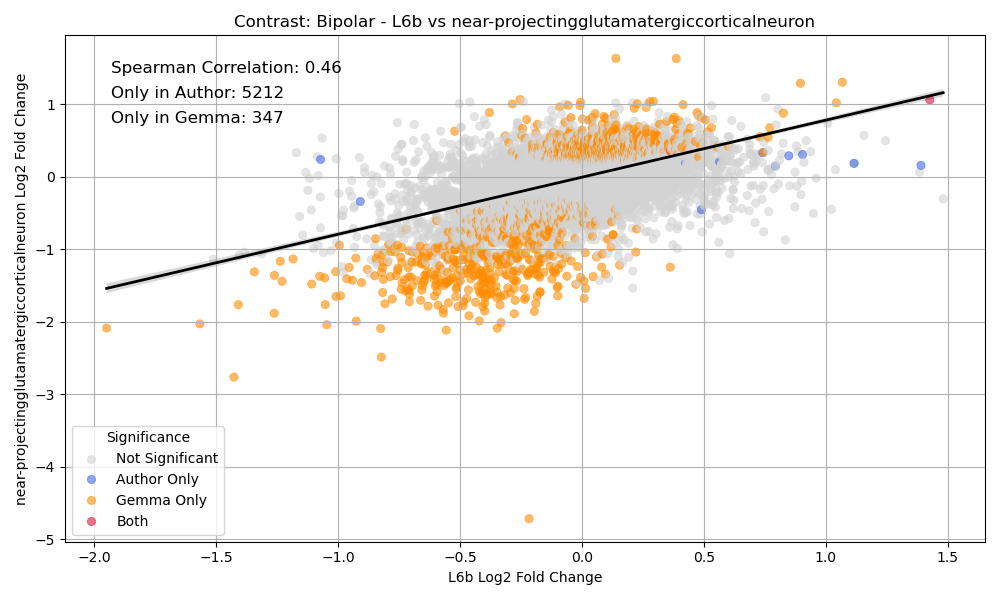 Contrast: Bipolar - L6b vs near-projectingglutamatergiccorticalneuron
Spearman Correlation: 0.46
Only in Author: 5212
Only in Gemma: 347
near-projectingglutamatergiccorticalneuron Log2 Fold Change
1
0
−1
−2
−3
−4
−5
Significance
Not Significant
Author Only
Gemma Only
Both
−2.0 −1.5 −1.0 −0.5 0.0 0.5 1.0 1.5
L6b Log2 Fold Change